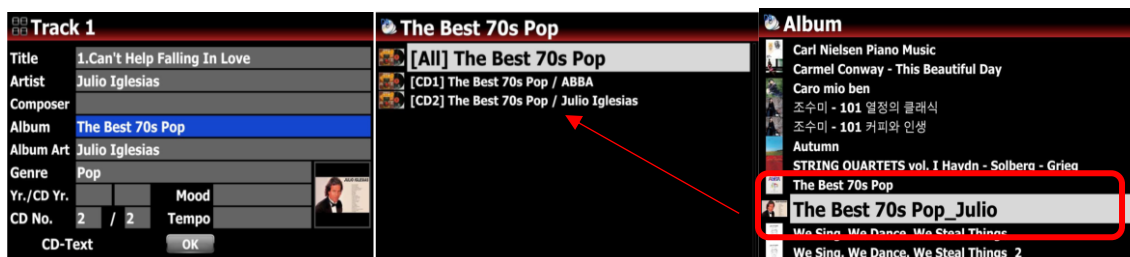 Track 1
Title 1.Can't Help Falling In Love
Artist Julio Iglesias
Composer
Album The Best 70s Pop
Album Art Julio Iglesias
Genre Pop
Yr./CD Yr. Mood
CD No. 2 / 2 Tempo
CD-Text OK
The Best 70s Pop
[All] The Best 70s Pop
[CD1] The Best 70s Pop / ABBA
[CD2] The Best 70s Pop / Julio Iglesias
Album
Carl Nielsen Piano Music
Carmel Conway - This Beautiful Day
Caro mio ben
조수미 - 101 열정의 클래식
조수미 - 101 커피와 인생
Autumn
STRING QUARTETS vol. I Haydn - Solberg - Grieg
The Best 70s Pop
The Best 70s Pop_Julio
We Sing, We Dance, We Steal Things
We Sing, We Dance, We Steal Things_2